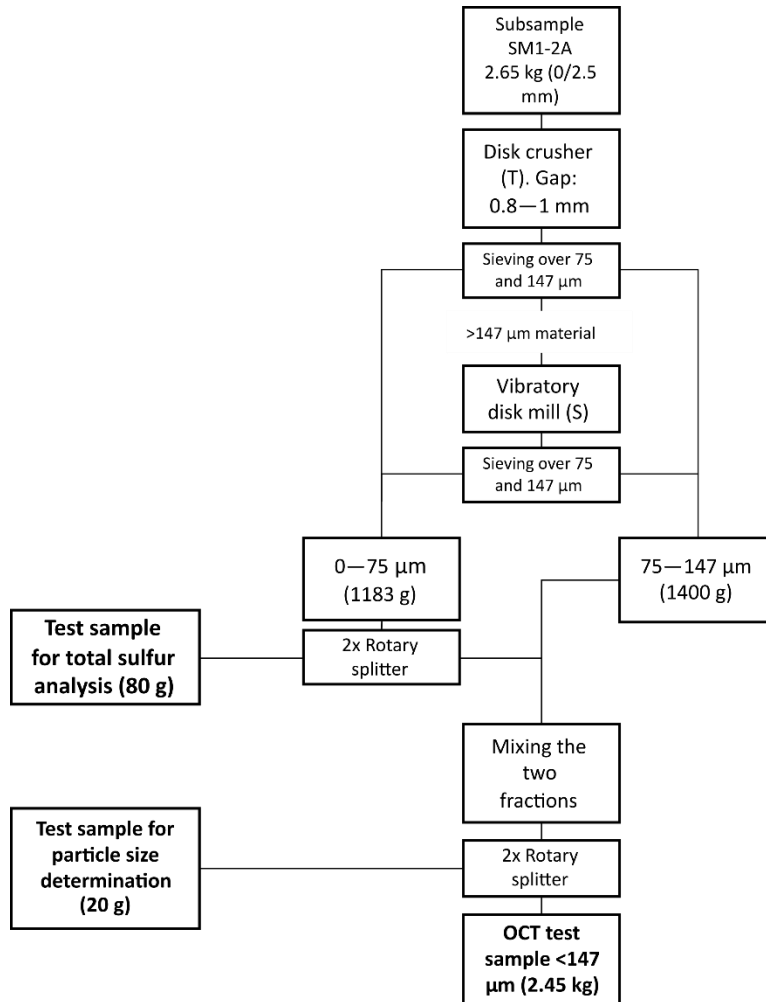 Subsample
SM1-2A
2.65 kg (0/2.5
mm)
Disk crusher
(T). Gap:
0.8—1 mm
Sieving over 75
and 147 µm
>147 µm material
Vibratory
disk mill (S)
Sieving over 75
and 147 µm
0—75 µm
(1183 g)
75—147 µm
(1400 g)
Test sample
for total sulfur
analysis (80 g)
2x Rotary
splitter
Mixing the
two
fractions
Test sample for
particle size
determination
(20 g)
2x Rotary
splitter
OCT test
sample <147
µm (2.45 kg)